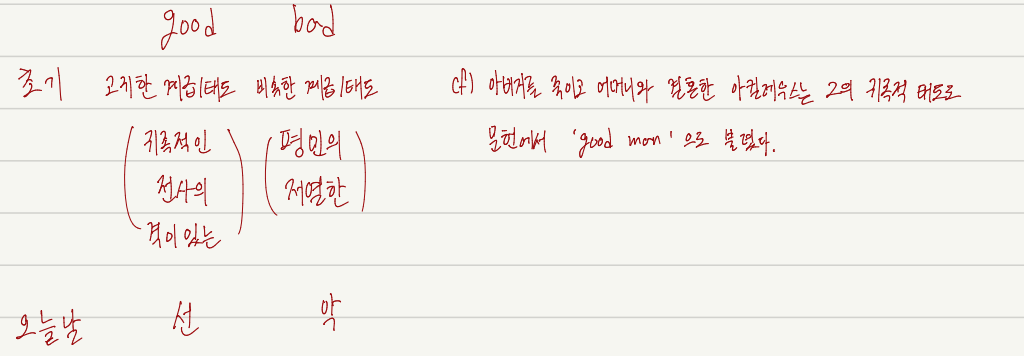 good bad
초기 고귀한 계급/태도 비속한 계급/태도 cf) 아버지를 죽이고 어머니와 결혼한 아킬레우스는 그의 귀족적 태도로
귀족적인 평민의 문헌에서 'good man'으로 불렸다.
전사의 저열한
격이 있는
오늘날 선 악